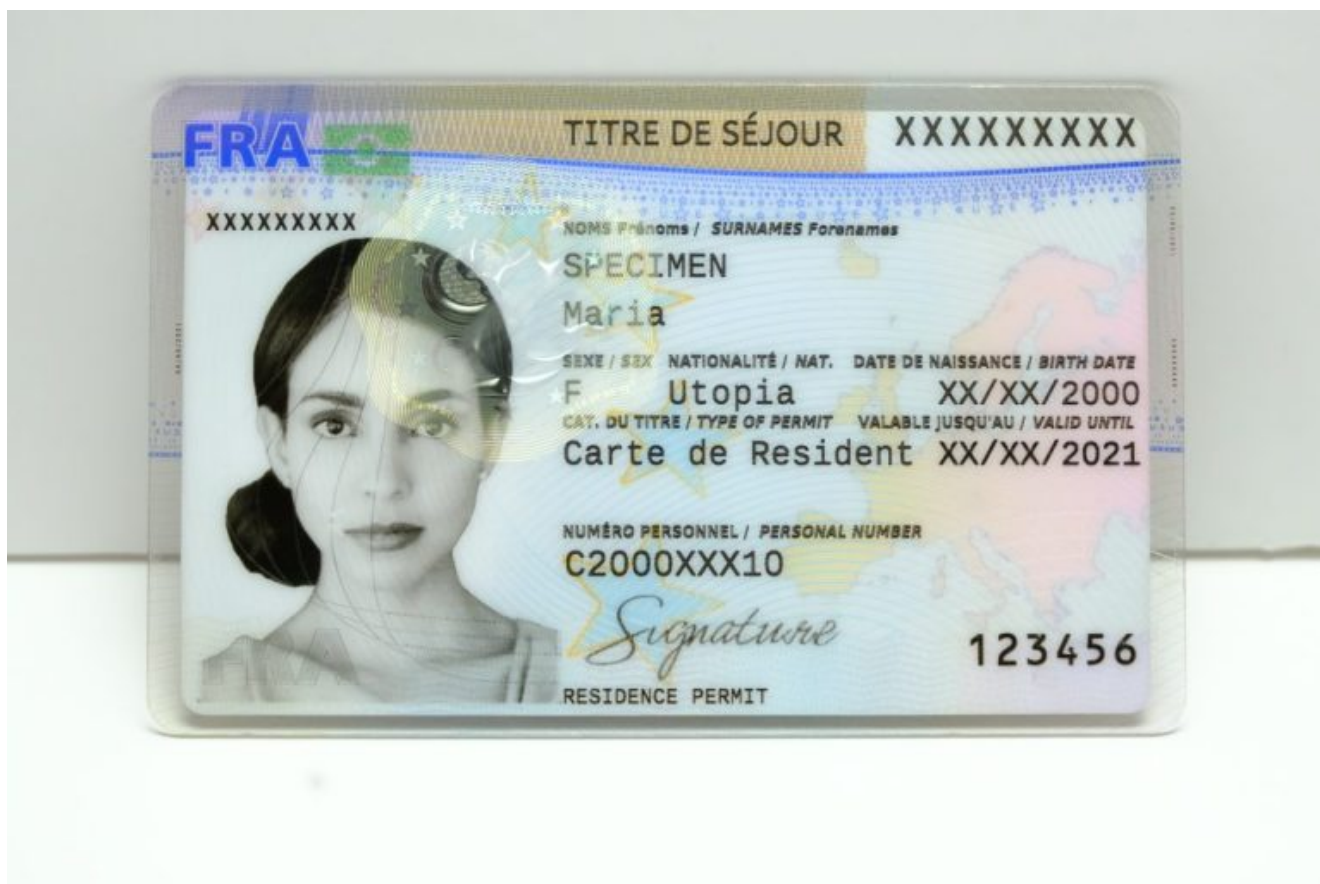 FRA
TITRE DE SÉJOUR XXXXXXXXX
XXXXXXXXX
NOMS Prénoms / SURNAMES Forenames
SPECIMEN
Maria
SEXE / SEX NATIONALITÉ / NAT. DATE DE NAISSANCE / BIRTH DATE
F Utopia XX/XX/2000
CAT. DU TITRE / TYPE OF PERMIT VALABLE JUSQU'AU / VALID UNTIL
Carte de Resident XX/XX/2021
NUMÉRO PERSONNEL / PERSONAL NUMBER
C2000XXX10
Signature
123456
FRA
RESIDENCE PERMIT